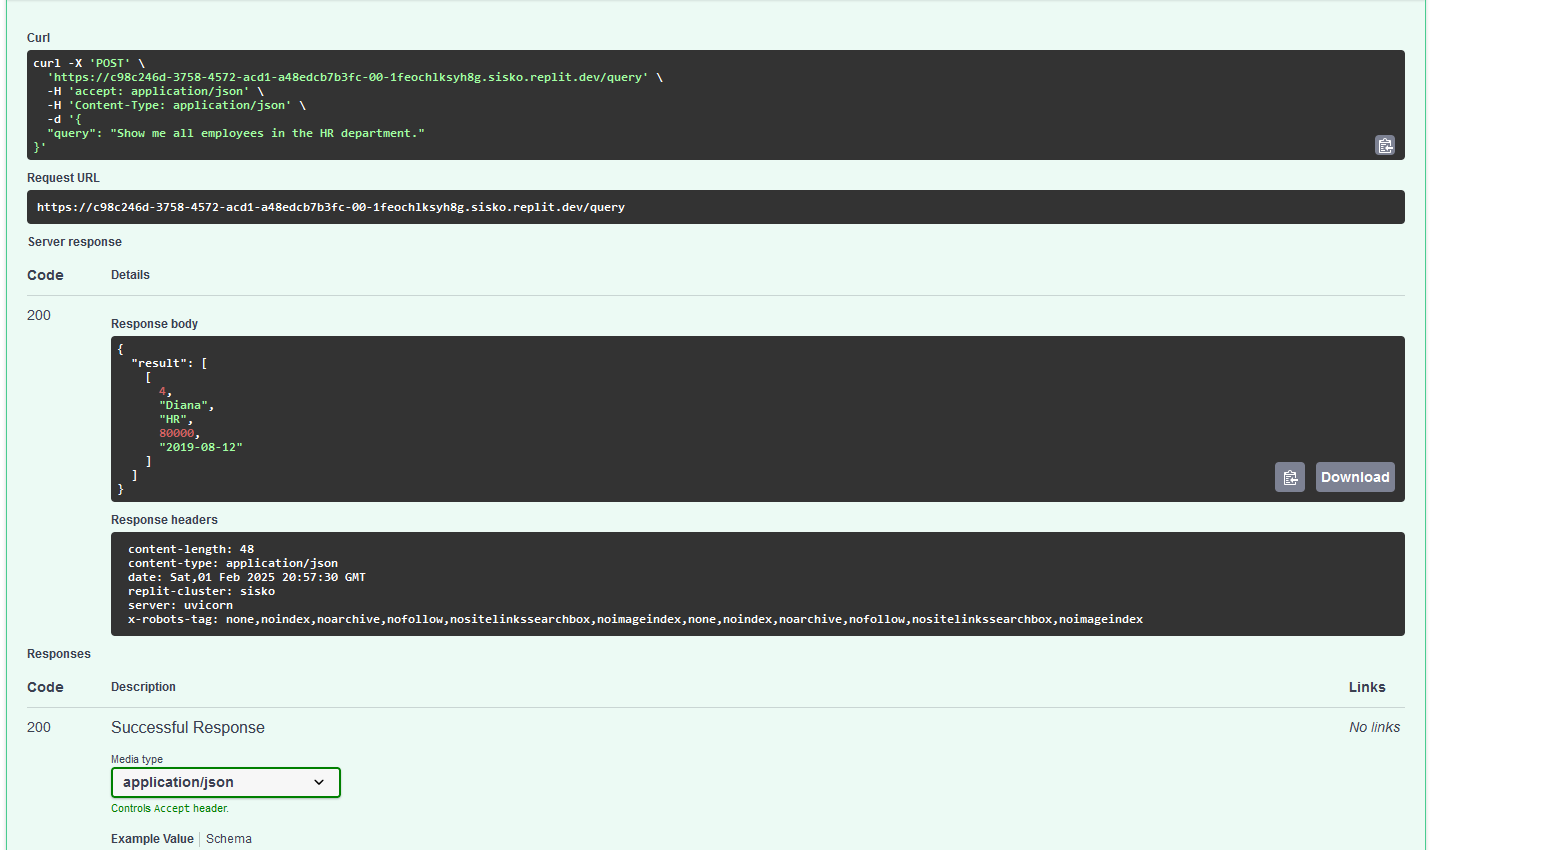 Curl
curl -X 'POST' \
  'https://c98c246d-3758-4572-acd1-a48edcb7b3fc-00-1feochlksyh8g.sisko.replit.dev/query' \
  -H 'accept: application/json' \
  -H 'Content-Type: application/json' \
  -d '{
  "query": "Show me all employees in the HR department."
}'
Request URL
https://c98c246d-3758-4572-acd1-a48edcb7b3fc-00-1feochlksyh8g.sisko.replit.dev/query
Server response
Code Details
200
Response body
{
  "result": [
    [
      4,
      "Diana",
      "HR",
      80000,
      "2019-08-12"
    ]
  ]
}
Download
Response headers
content-length: 48
content-type: application/json
date: Sat,01 Feb 2025 20:57:30 GMT
replit-cluster: sisko
server: uvicorn
x-robots-tag: none,noindex,noarchive,nofollow,nositelinkssearchbox,noimageindex,none,noindex,noarchive,nofollow,nositelinkssearchbox,noimageindex
Responses
Code Description Links
200 Successful Response No links
Media type
application/json
Controls Accept header.
Example Value Schema